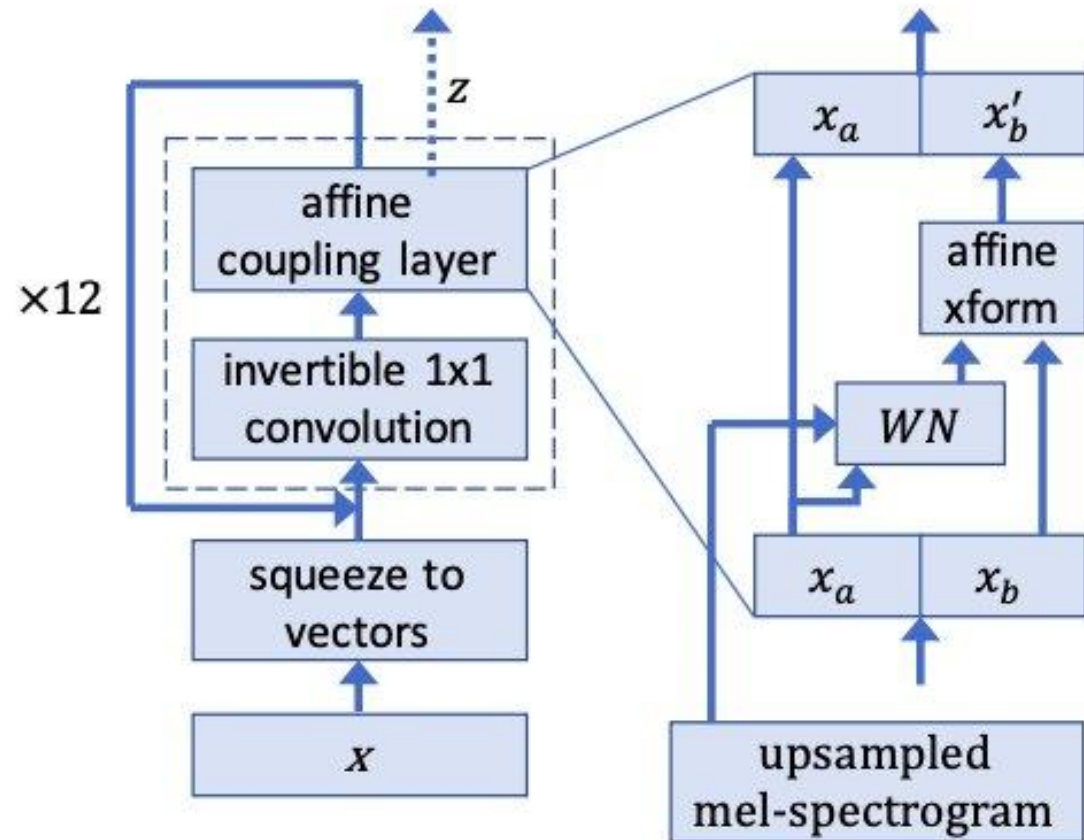 z
affine
coupling layer
×12
invertible 1x1
convolution
squeeze to
vectors
x
x_a
x'_b
affine
xform
WN
x_a
x_b
upsampled
mel-spectrogram